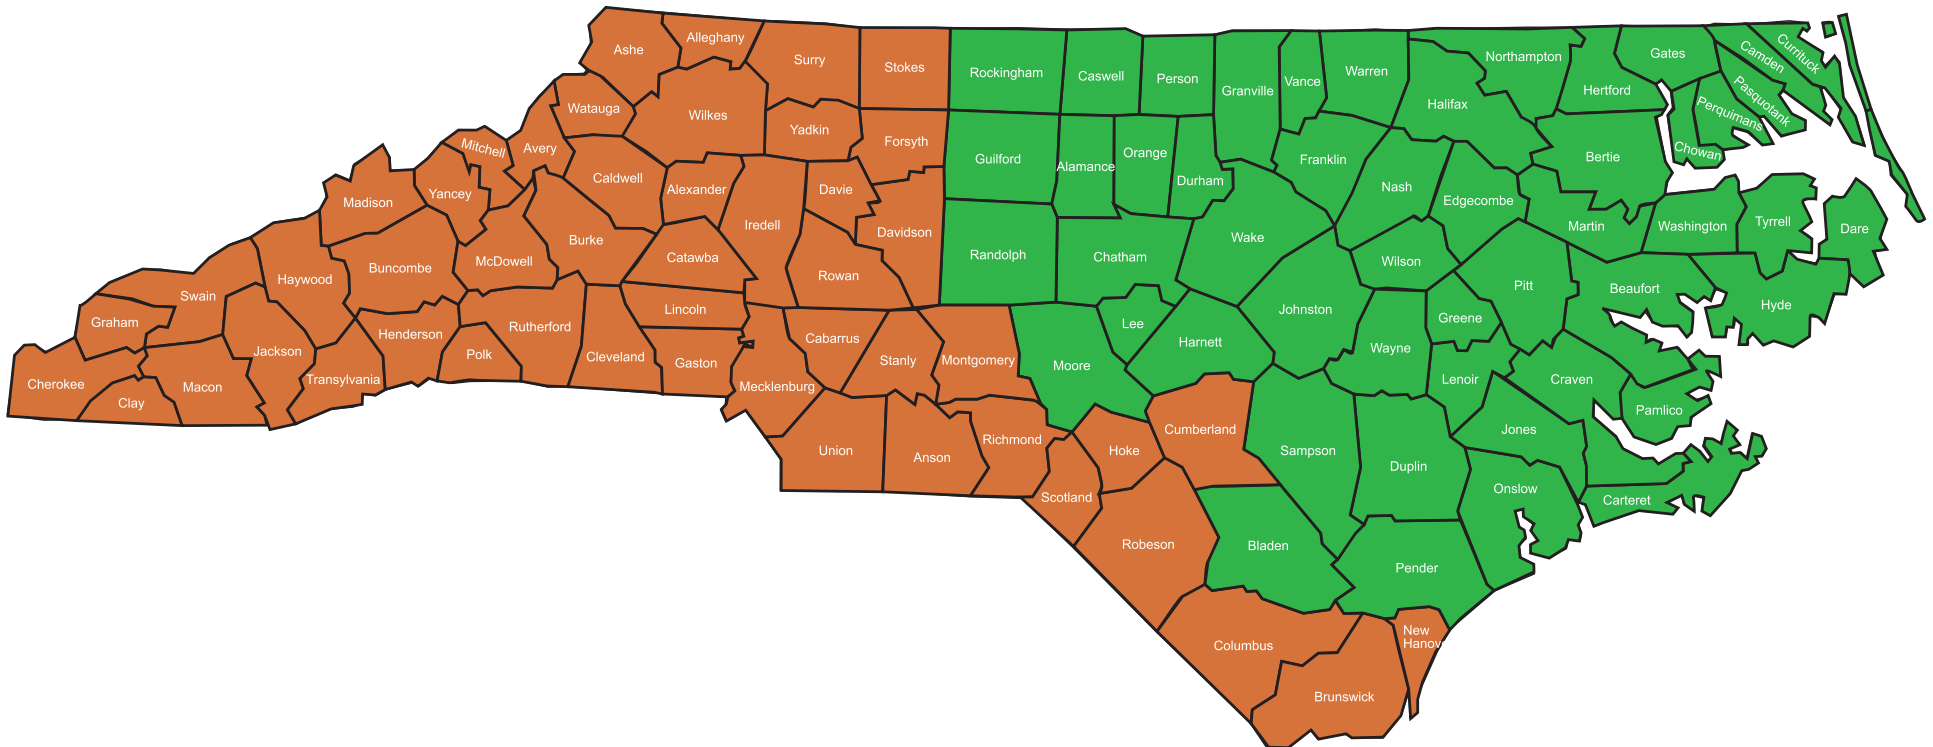 Ashe
Alleghany
Surry
Stokes
Rockingham
Caswell
Person
Granville
Vance
Warren
Northampton
Halifax
Hertford
Gates
Camden
Currituck
Pasquotank
Perquimans
Chowan
Bertie
Watauga
Wilkes
Yadkin
Forsyth
Guilford
Alamance
Orange
Durham
Franklin
Nash
Edgecombe
Martin
Washington
Tyrrell
Dare
Mitchell
Avery
Caldwell
Alexander
Davie
Iredell
Davidson
Randolph
Chatham
Wake
Wilson
Pitt
Beaufort
Hyde
Madison
Yancey
Burke
McDowell
Catawba
Rowan
Buncombe
Haywood
Swain
Graham
Cherokee
Clay
Macon
Jackson
Transylvania
Henderson
Polk
Rutherford
Cleveland
Lincoln
Gaston
Mecklenburg
Cabarrus
Stanly
Montgomery
Moore
Lee
Harnett
Johnston
Greene
Wayne
Lenoir
Craven
Pamlico
Jones
Union
Anson
Richmond
Scotland
Hoke
Cumberland
Sampson
Duplin
Onslow
Carteret
Robeson
Bladen
Pender
Columbus
New
Hanov
Brunswick